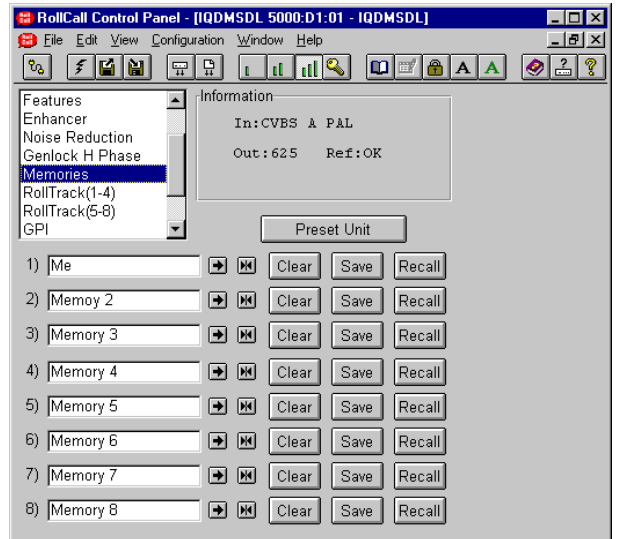 RollCall Control Panel - [IQDMSDL 5000:D1:01 - IQDMSDL]
File Edit View Configuration Window Help
A A
Features
Enhancer
Noise Reduction
Genlock H Phase
Memories
RollTrack(1-4)
RollTrack(5-8)
GPI
Information
In:CVBS A PAL
Out:625 Ref:OK
Preset Unit
1) Me Clear Save Recall
2) Memoy 2 Clear Save Recall
3) Memory 3 Clear Save Recall
4) Memory 4 Clear Save Recall
5) Memory 5 Clear Save Recall
6) Memory 6 Clear Save Recall
7) Memory 7 Clear Save Recall
8) Memory 8 Clear Save Recall